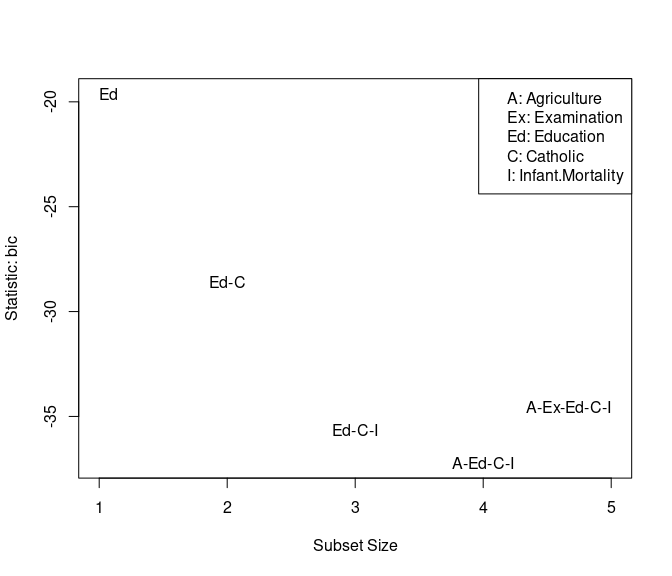 Ed
A: Agriculture
Ex: Examination
Ed: Education
C: Catholic
I: Infant.Mortality
Ed-C
A-Ex-Ed-C-I
Ed-C-I
A-Ed-C-I
-20
-25
-30
-35
Statistic: bic
1 2 3 4 5
Subset Size